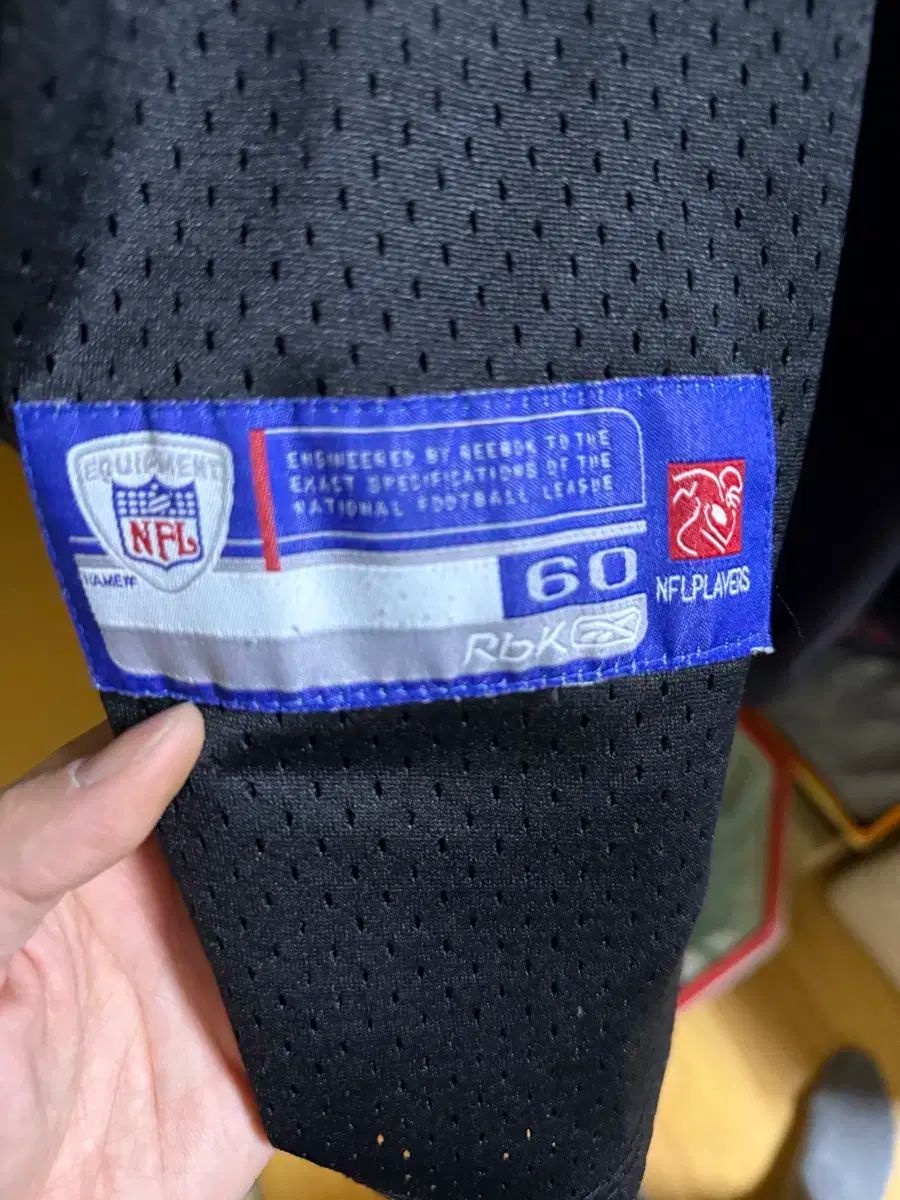 EQUIPMENT
NFL
ENGINEERED BY REEBOK TO THE
EXACT SPECIFICATIONS OF THE
NATIONAL FOOTBALL LEAGUE
NAME#
60
RbK
NFLPLAYERS